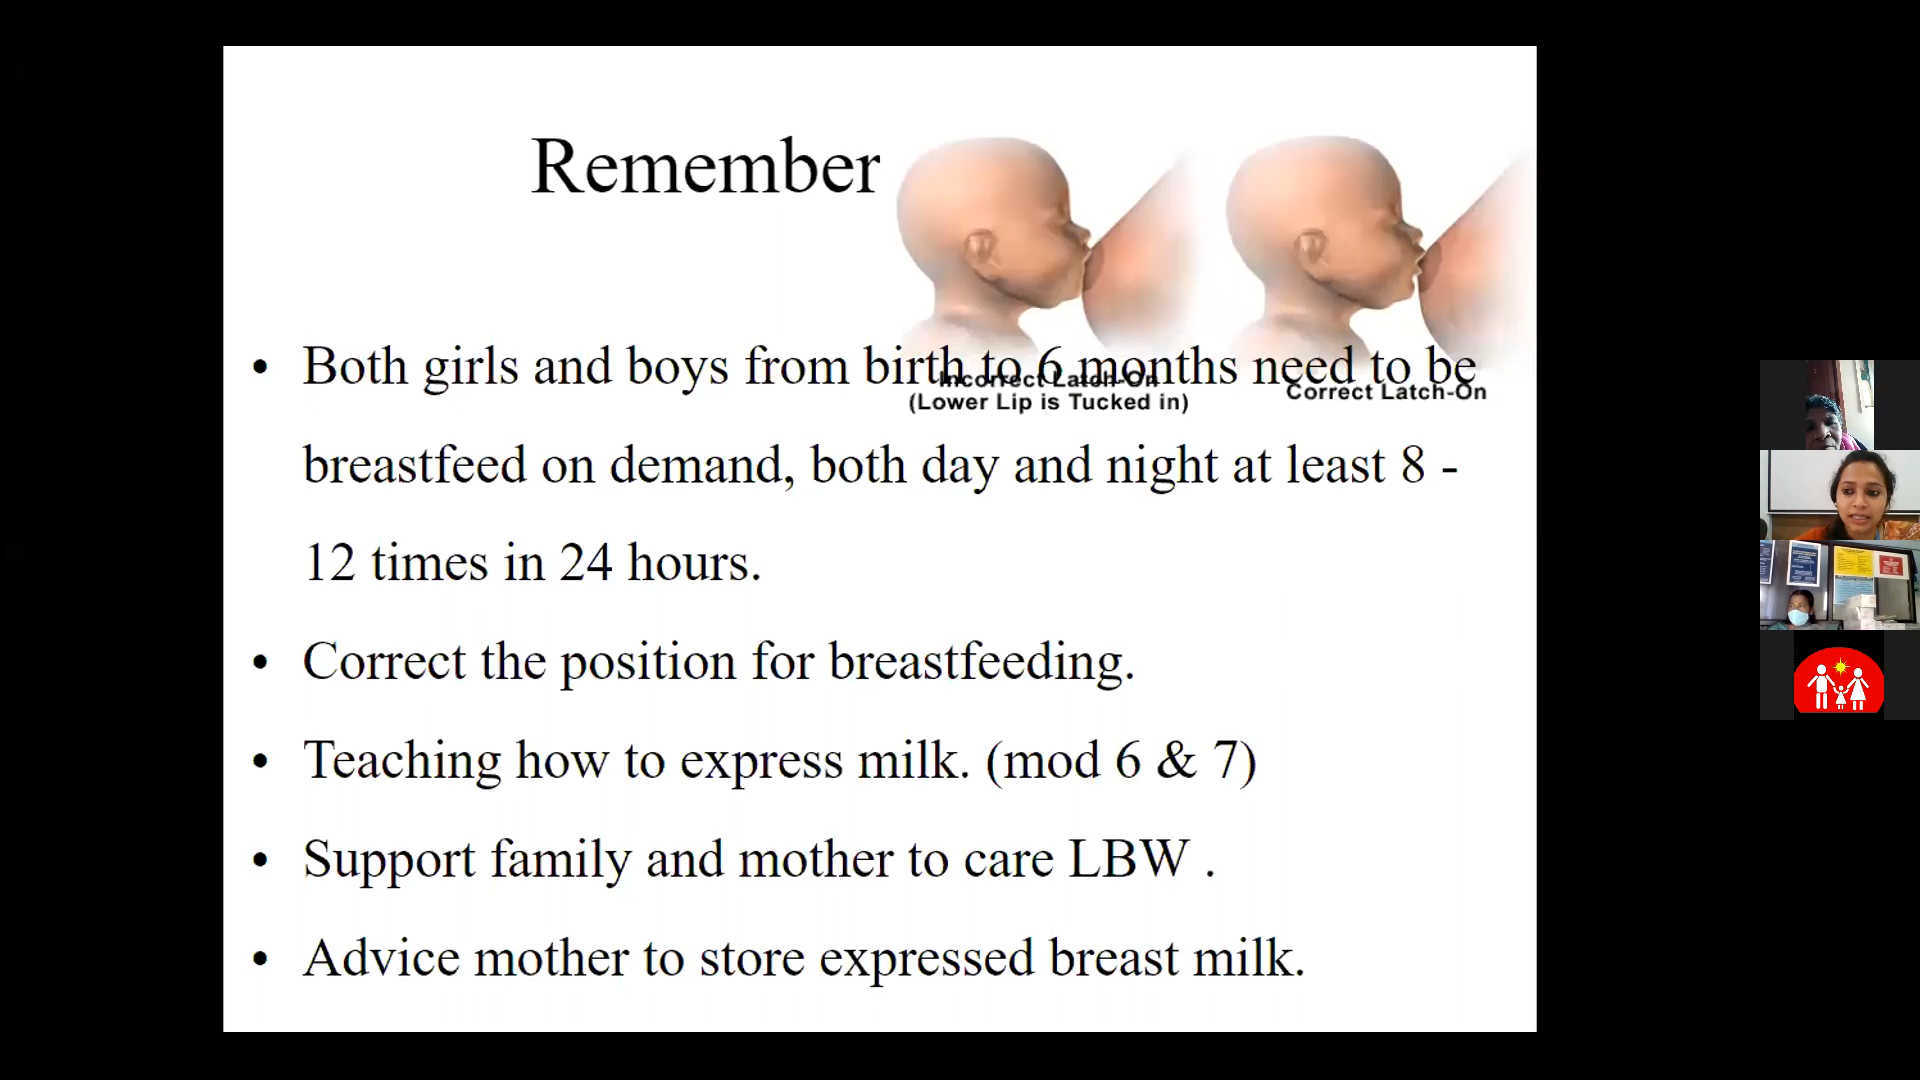 Remember
• Both girls and boys from birth to 6 months need to be
Incorrect Latch-On
(Lower Lip is Tucked in)
Correct Latch-On
breastfeed on demand, both day and night at least 8 -
12 times in 24 hours.
• Correct the position for breastfeeding.
• Teaching how to express milk. (mod 6 & 7)
• Support family and mother to care LBW .
• Advice mother to store expressed breast milk.